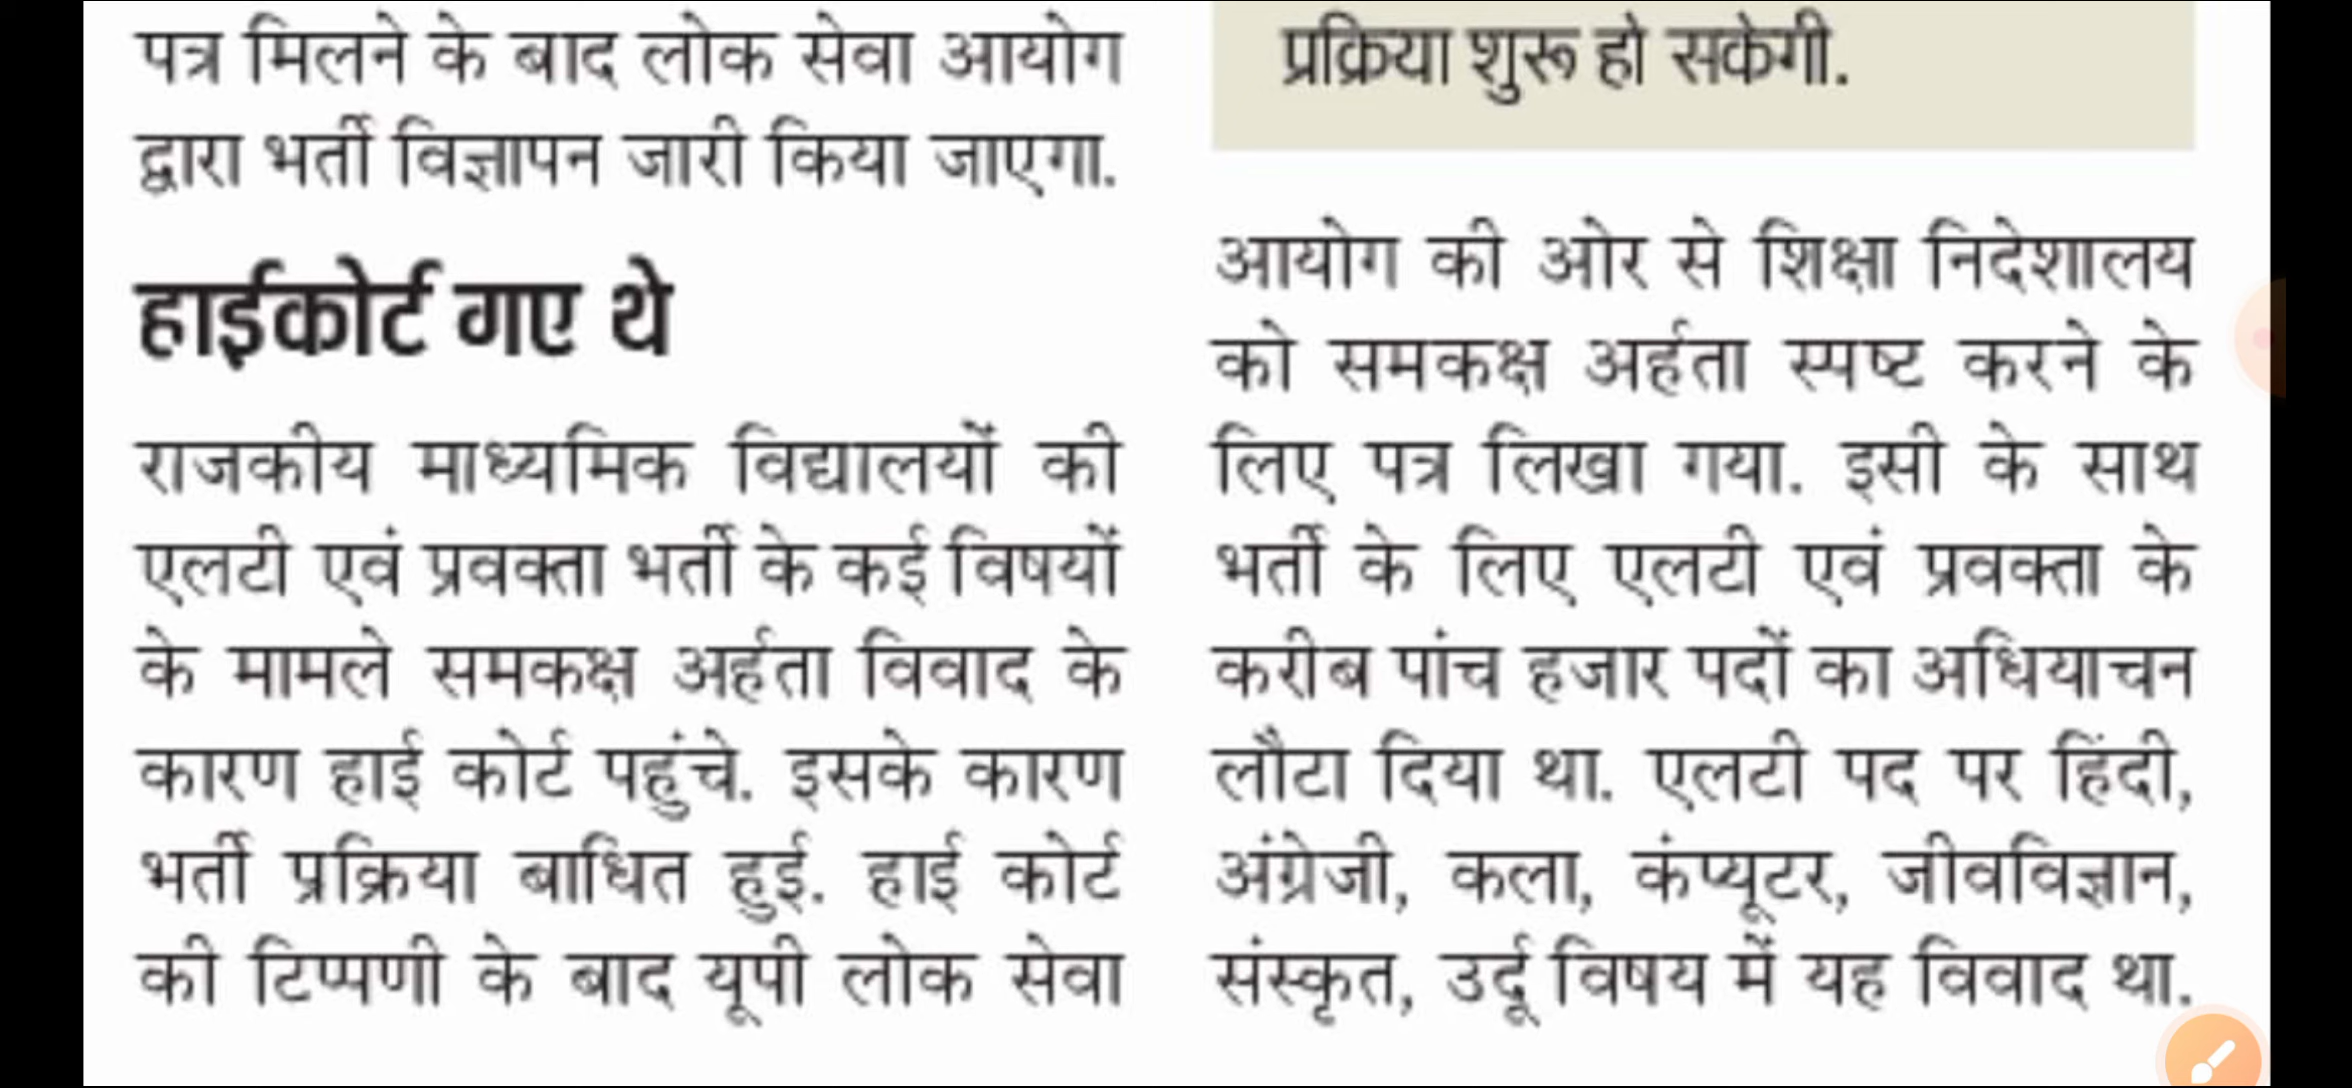 पत्र मिलने के बाद लोक सेवा आयोग
द्वारा भर्ती विज्ञापन जारी किया जाएगा.
हाईकोर्ट गए थे
राजकीय माध्यमिक विद्यालयों की
एलटी एवं प्रवक्ता भर्ती के कई विषयों
के मामले समकक्ष अर्हता विवाद के
कारण हाई कोर्ट पहुंचे. इसके कारण
भर्ती प्रक्रिया बाधित हुई. हाई कोर्ट
की टिप्पणी के बाद यूपी लोक सेवा
प्रक्रिया शुरू हो सकेगी.
आयोग की ओर से शिक्षा निदेशालय
को समकक्ष अर्हता स्पष्ट करने के
लिए पत्र लिखा गया. इसी के साथ
भर्ती के लिए एलटी एवं प्रवक्ता के
करीब पांच हजार पदों का अधियाचन
लौटा दिया था. एलटी पद पर हिंदी,
अंग्रेजी, कला, कंप्यूटर, जीवविज्ञान,
संस्कृत, उर्दू विषय में यह विवाद था.